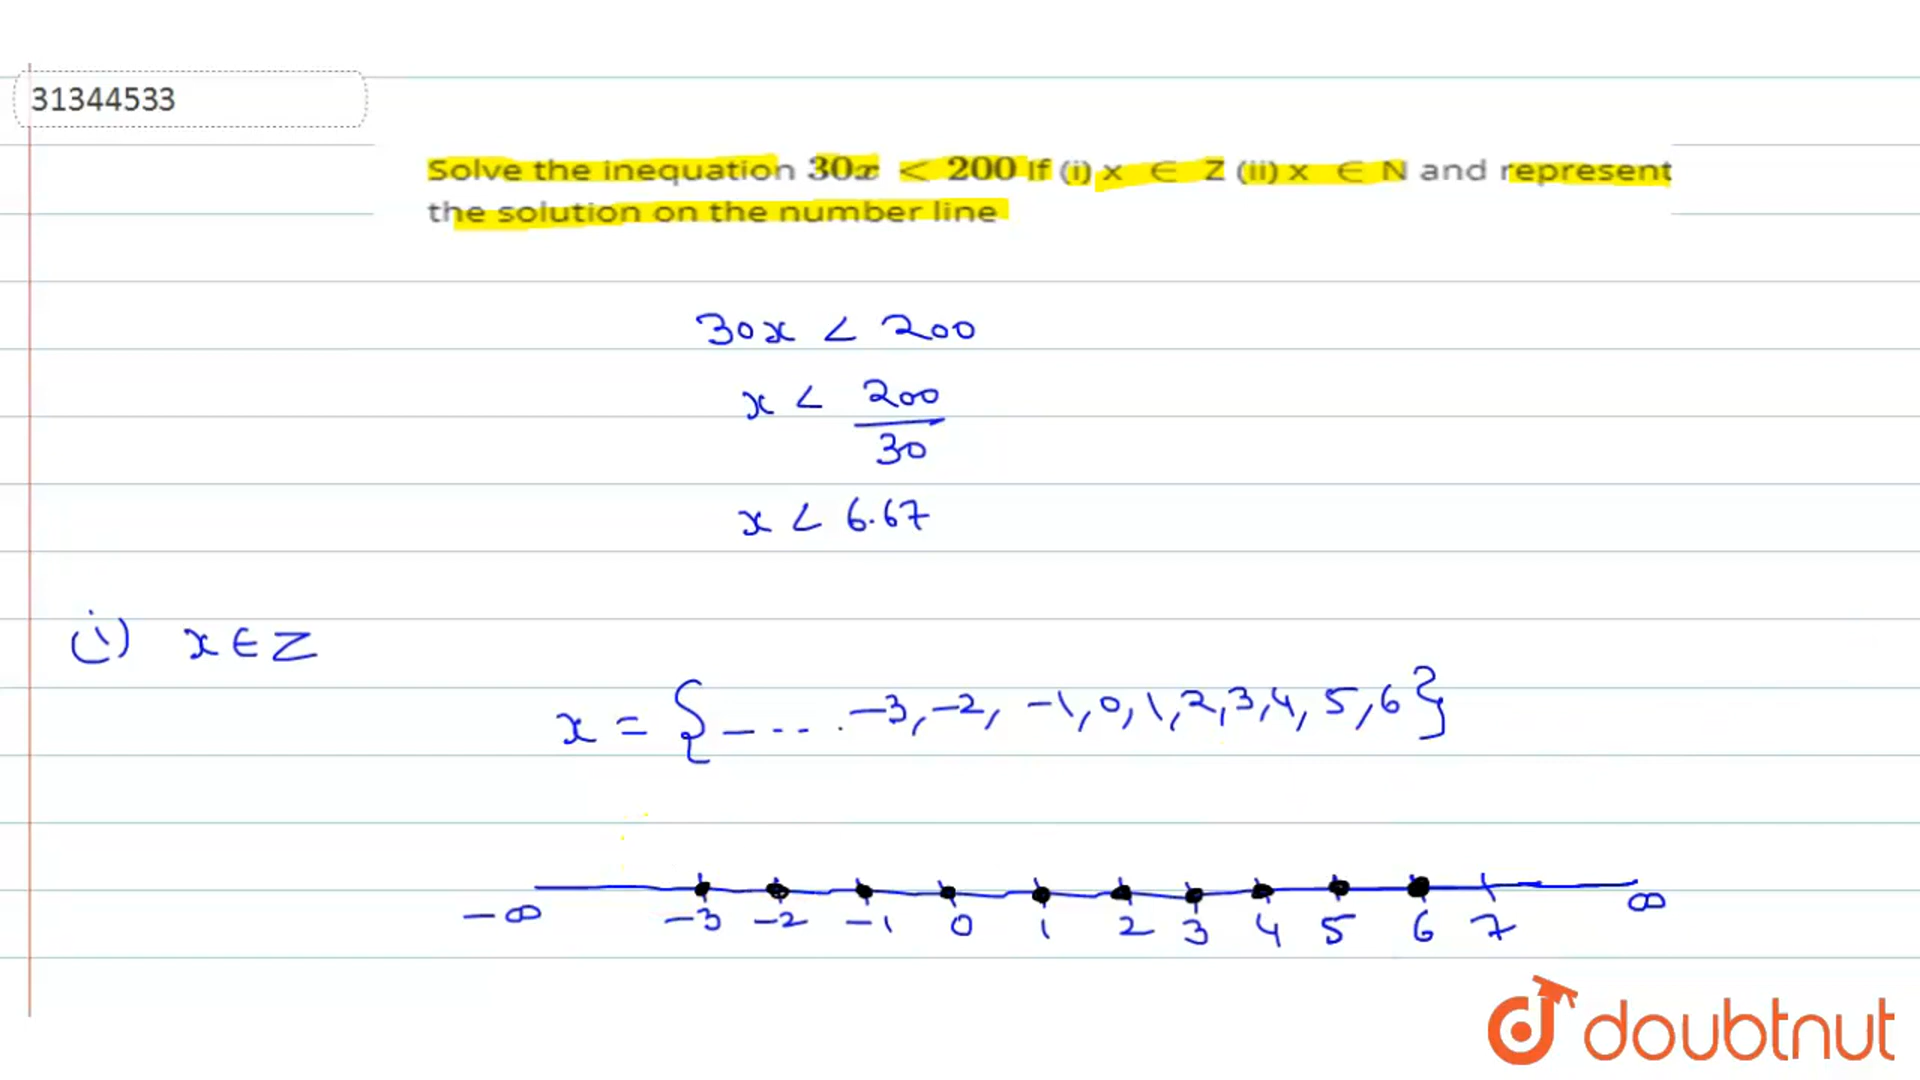 31344533
Solve the inequation 30x < 200 If (i) x ∈ Z (ii) x ∈ N and represent
the solution on the number line
30x < 200
x < 200/30
x < 6.67
(i) x ∈ Z
x = {-....-3, -2, -1, 0, 1, 2, 3, 4, 5, 6}
-∞ -3 -2 -1 0 1 2 3 4 5 6 7 ∞
doubtnut